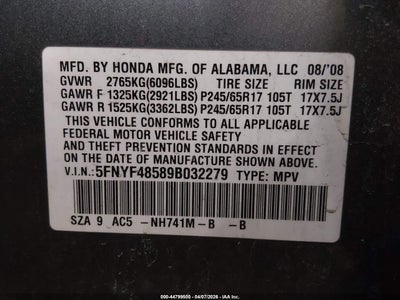 MFD. BY HONDA MFG. OF ALABAMA, LLC 08/'08
GVWR 2765KG(6096LBS) TIRE SIZE RIM SIZE
GAWR F 1325KG(2921LBS) P245/65R17 105T 17X7.5J
GAWR R 1525KG(3362LBS) P245/65R17 105T 17X7.5J
THIS VEHICLE CONFORMS TO ALL APPLICABLE
FEDERAL MOTOR VEHICLE SAFETY
AND THEFT PREVENTION STANDARDS IN EFFECT
ON THE DATE OF MANUFACTURE SHOWN ABOVE.
V.I.N.: 5FNYF48589B032279 TYPE: MPV
SZA 9 AC5 -NH741M-B -B
000-44799500 - 04/07/2026 - IAA Inc.